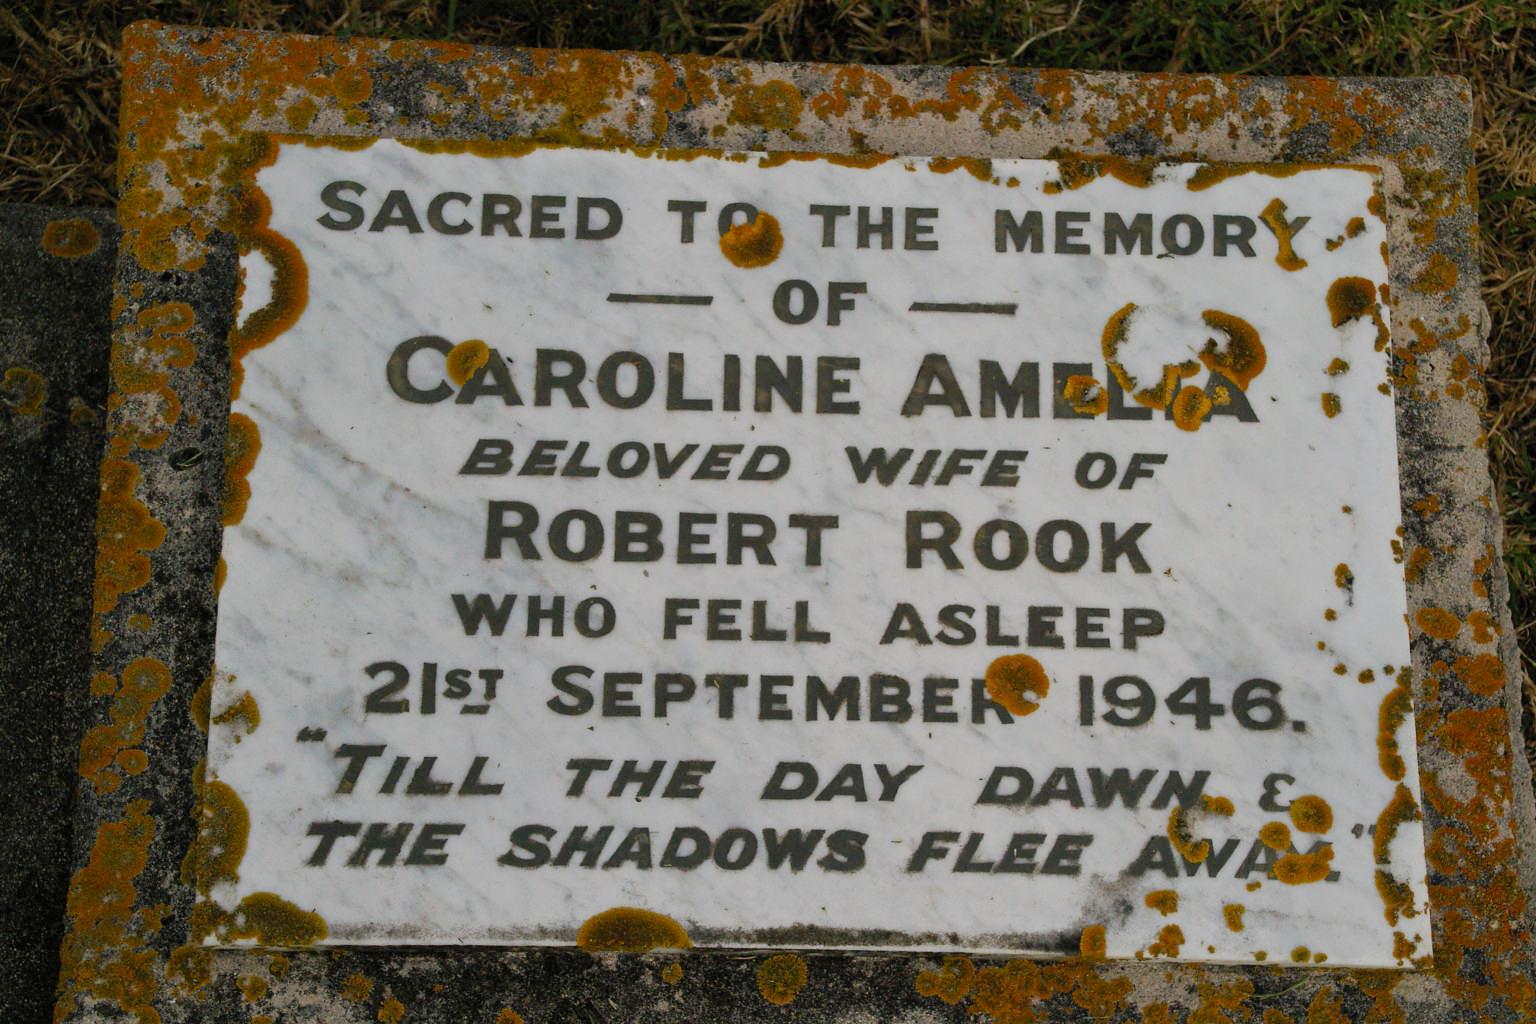 SACRED TO THE MEMORY
— OF —
CAROLINE AMELIA
BELOVED WIFE OF
ROBERT ROOK
WHO FELL ASLEEP
21ST SEPTEMBER 1946.
"TILL THE DAY DAWN &
THE SHADOWS FLEE AWAY."